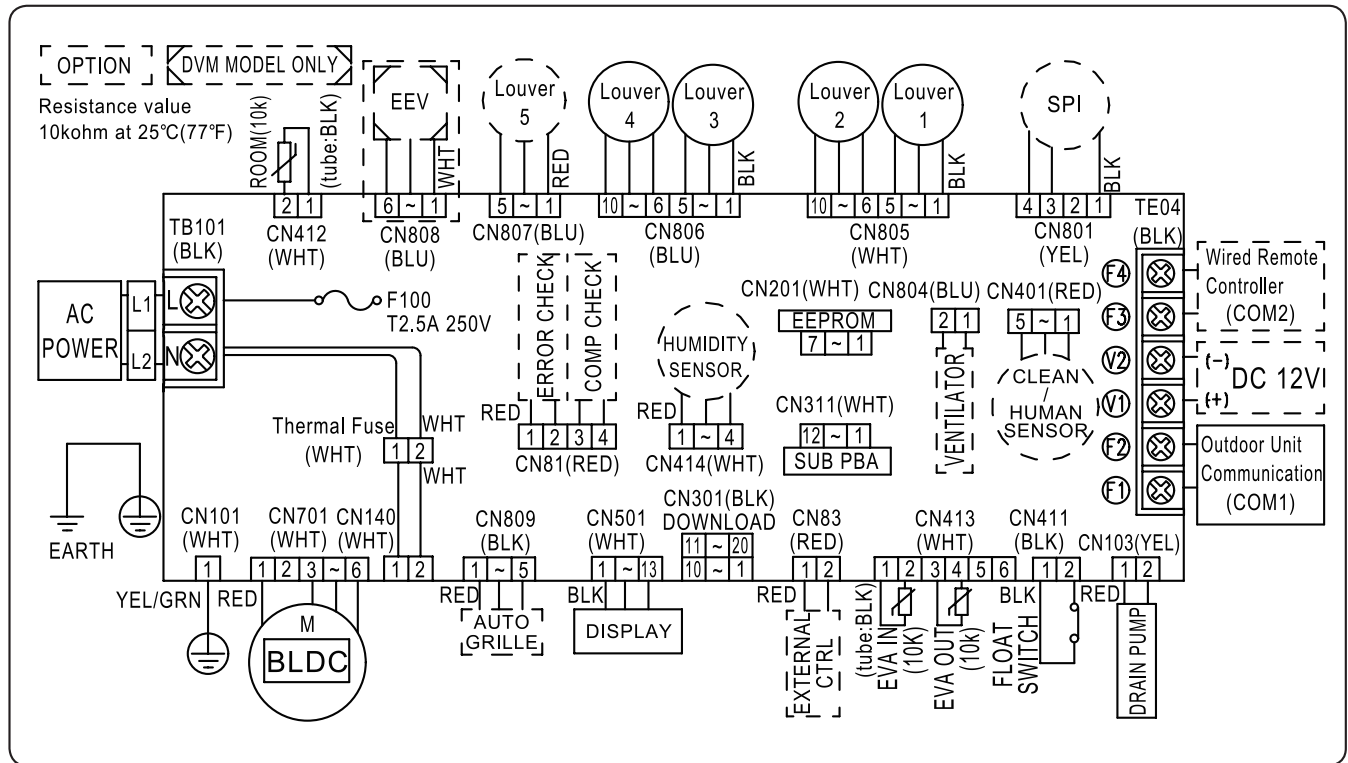 OPTION
DVM MODEL ONLY
Resistance value
10kohm at 25℃(77℉)
ROOM(10k)
(tube:BLK)
EEV
WHT
Louver
5
RED
Louver
4
Louver
3
BLK
Louver
2
Louver
1
BLK
SPI
BLK
2 1
6 ~ 1
5 ~ 1
10 ~ 6 5 ~ 1
10 ~ 6 5 ~ 1
4 3 2 1
TB101
(BLK)
CN412
(WHT)
CN808
(BLU)
CN807(BLU)
CN806
(BLU)
CN805
(WHT)
CN801
(YEL)
TE04
(BLK)
AC
POWER
L1
L2
L
N
F100
T2.5A 250V
ERROR CHECK
COMP CHECK
RED
1 2 3 4
CN81(RED)
HUMIDITY
SENSOR
RED
1 ~ 4
CN414(WHT)
CN201(WHT)
EEPROM
7 ~ 1
CN311(WHT)
12 ~ 1
SUB PBA
CN804(BLU)
2 1
VENTILATOR
CN401(RED)
5 ~ 1
CLEAN
/
HUMAN
SENSOR
F4
F3
V2
V1
F2
F1
Wired Remote
Controller
(COM2)
(-)
DC 12V
(+)
Outdoor Unit
Communication
(COM1)
Thermal Fuse
(WHT)
WHT
1 2
WHT
EARTH
CN101
(WHT)
1
YEL/GRN
CN701
(WHT)
1 2 3 ~ 6
RED
M
BLDC
CN140
(WHT)
1 2
CN809
(BLK)
1 ~ 5
RED
AUTO
GRILLE
CN501
(WHT)
1 ~ 13
BLK
DISPLAY
CN301(BLK)
DOWNLOAD
11 ~ 20
10 ~ 1
CN83
(RED)
1 2
RED
EXTERNAL
CTRL
CN413
(WHT)
1 2 3 4 5 6
(tube:BLK)
EVA IN
(10K)
EVA OUT
(10k)
CN411
(BLK)
1 2
BLK
FLOAT
SWITCH
CN103(YEL)
1 2
RED
DRAIN PUMP